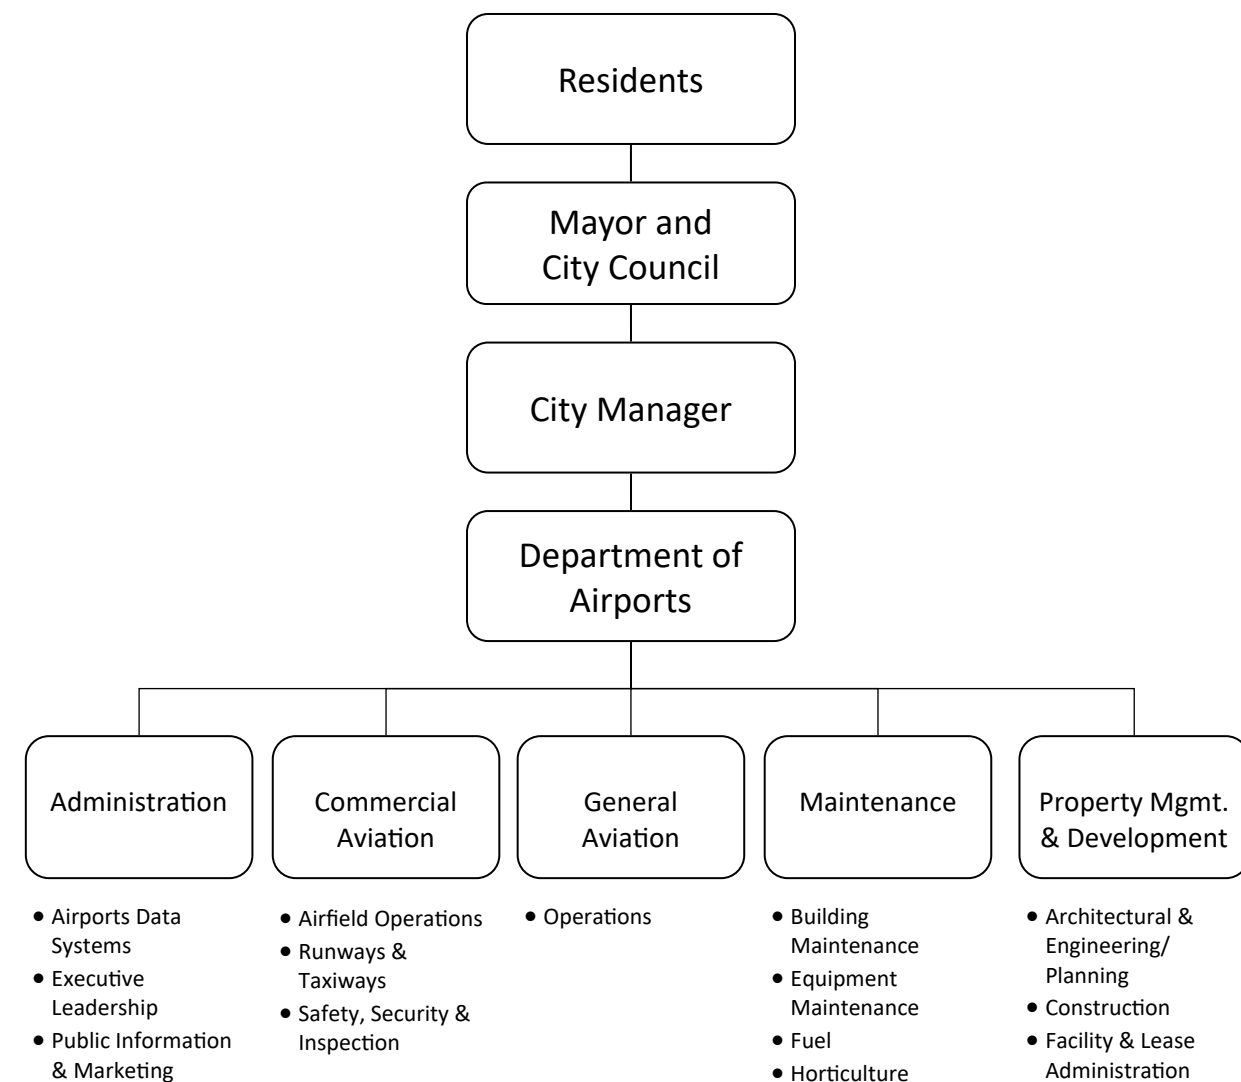 Residents
Mayor and
City Council
City Manager
Department of
Airports
Administration
Commercial
Aviation
General
Aviation
Maintenance
Property Mgmt.
& Development
• Airports Data
Systems
• Executive
Leadership
• Public Information
& Marketing
• Airfield Operations
• Runways &
Taxiways
• Safety, Security &
Inspection
• Operations
• Building
Maintenance
• Equipment
Maintenance
• Fuel
• Horticulture
• Architectural &
Engineering/
Planning
• Construction
• Facility & Lease
Administration